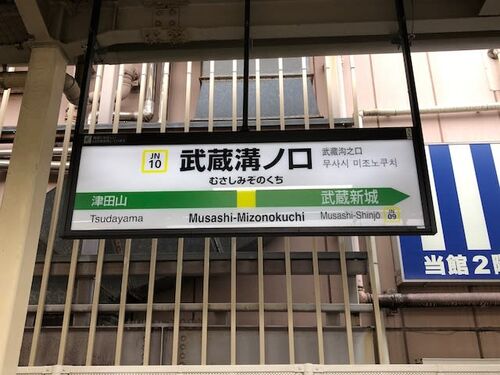 JN
10
武蔵溝ノ口
武蔵沟之口
무사시 미조노쿠치
むさしみぞのくち
津田山
武蔵新城
Tsudayama
Musashi-Mizonokuchi
Musashi-Shinjō
JN
09
当館2階